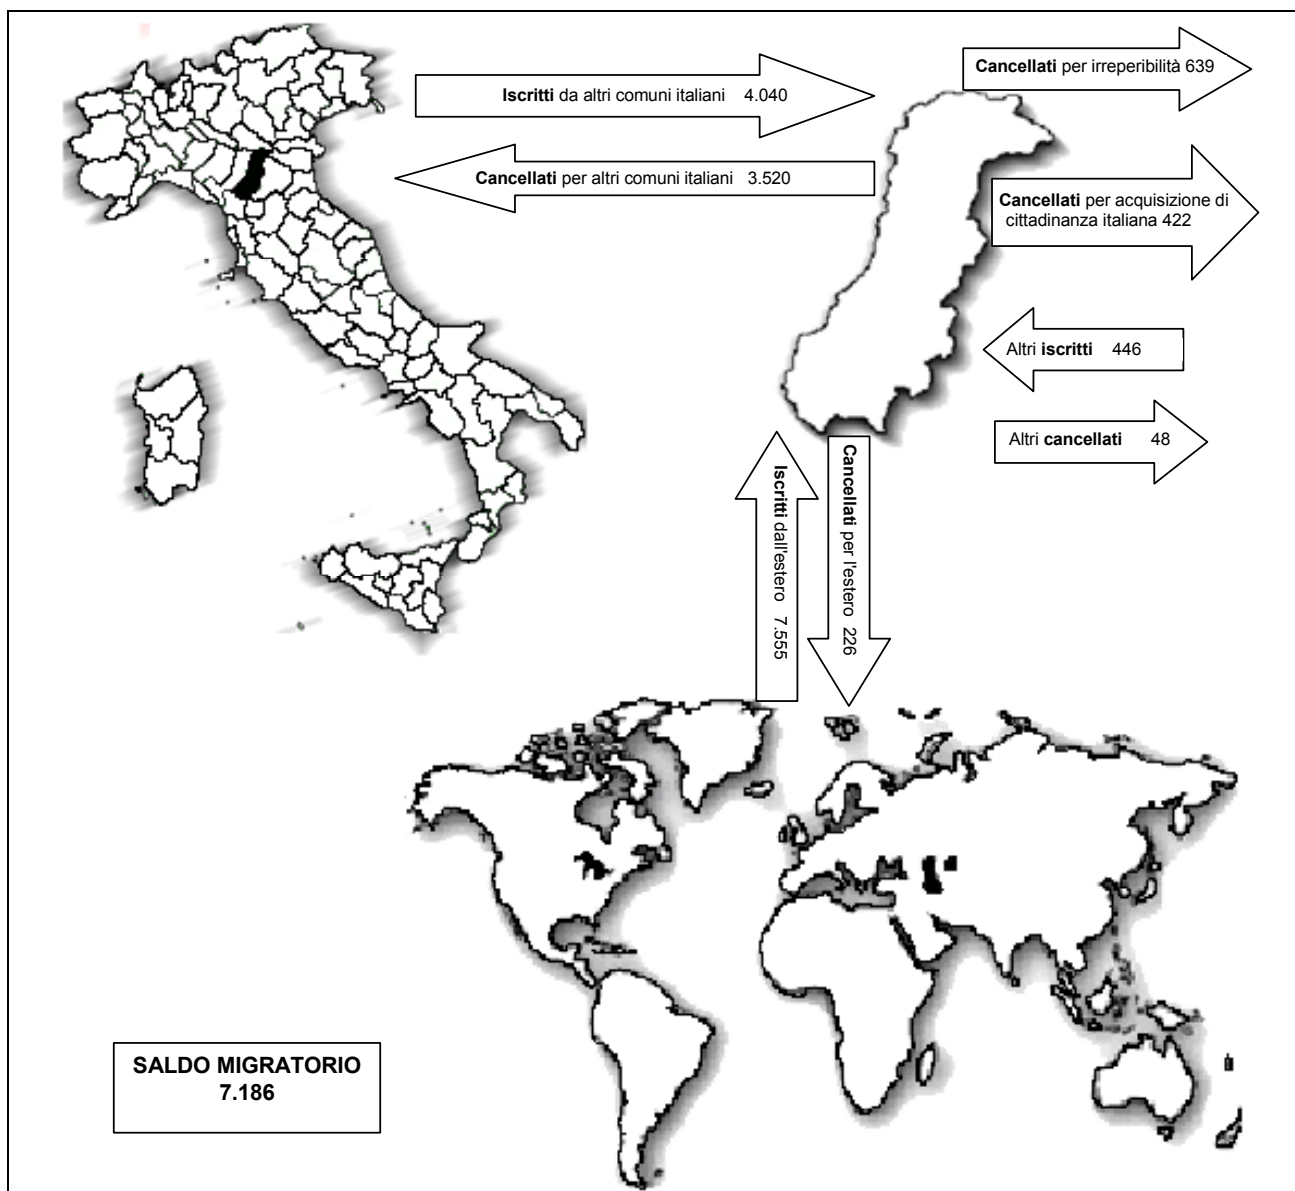 Cancellati per irreperibilità 639
Iscritti da altri comuni italiani 4.040
Cancellati per altri comuni italiani 3.520
Cancellati per acquisizione di
cittadinanza italiana 422
Altri iscritti 446
Altri cancellati 48
Iscritti dall'estero 7.555
Cancellati per l'estero 226
SALDO MIGRATORIO
7.186